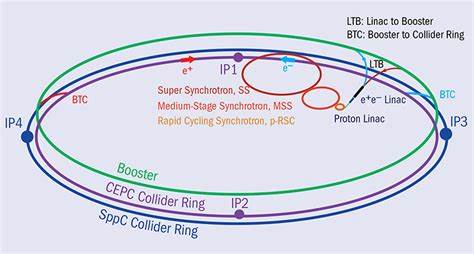 LTB: Linac to Booster
BTC: Booster to Collider Ring
IP1
e+
e−
LTB
BTC
e+e− Linac
BTC
Super Synchrotron, SS
Medium-Stage Synchrotron, MSS
Rapid Cycling Synchrotron, p-RSC
Proton Linac
IP4
IP3
Booster
CEPC Collider Ring
IP2
SppC Collider Ring